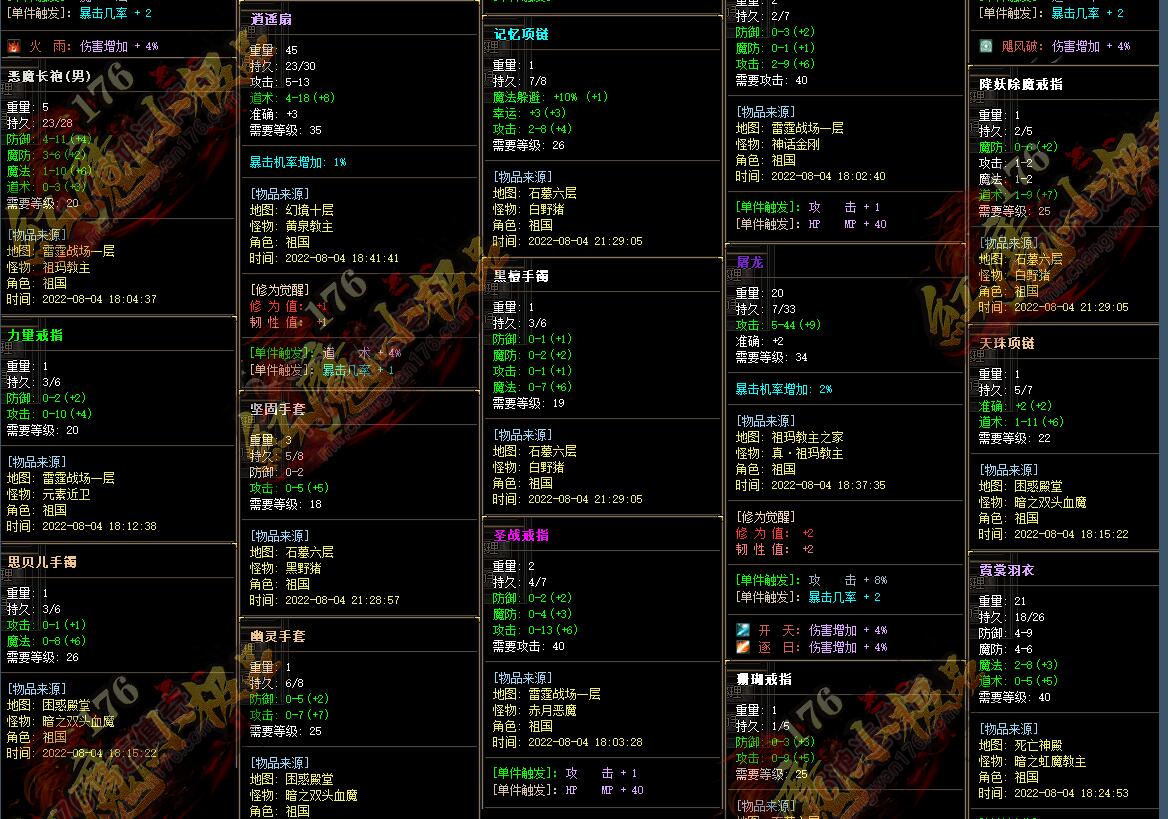 [单件触发]: 暴击几率 + 2
火 雨: 伤害增加 + 4%
恶魔长袍(男)
重量: 5
持久: 23/28
防御: 4-11(+4)
魔防: 3-6(+2)
魔法: 1-10(+6)
道术: 0-3(+3)
需要等级: 20
[物品来源]
地图: 雷霆战场一层
怪物: 祖玛教主
角色: 祖国
时间: 2022-08-04 18:04:37
力量戒指
重量: 1
持久: 3/6
防御: 0-2(+2)
攻击: 0-10(+4)
需要等级: 20
[物品来源]
地图: 雷霆战场一层
怪物: 元素近卫
角色: 祖国
时间: 2022-08-04 18:12:38
思贝儿手镯
重量: 1
持久: 3/6
攻击: 0-1(+1)
魔法: 0-8(+6)
需要等级: 26
[物品来源]
地图: 困惑殿堂
怪物: 暗之双头血魔
角色: 祖国
时间: 2022-08-04 18:15:22
逍遥扇
重量: 45
持久: 23/30
攻击: 5-13
道术: 4-18(+8)
准确: +3
需要等级: 35
暴击机率增加: 1%
[物品来源]
地图: 幻境十层
怪物: 黄泉教主
角色: 祖国
时间: 2022-08-04 18:41:41
[修为觉醒]
修 为 值: +1
韧 性 值: +1
[单件触发]: 道 术 + 4%
[单件触发]: 暴击几率 + 1
坚固手套
重量: 3
持久: 5/8
防御: 0-2
攻击: 0-5(+5)
需要等级: 18
[物品来源]
地图: 石墓六层
怪物: 黑野猪
角色: 祖国
时间: 2022-08-04 21:28:57
幽灵手套
重量: 1
持久: 6/8
防御: 0-5(+2)
攻击: 0-7(+7)
需要等级: 25
[物品来源]
地图: 困惑殿堂
怪物: 暗之双头血魔
角色: 祖国
记忆项链
重量: 1
持久: 7/8
魔法躲避: +10% (+1)
幸运: +3(+3)
攻击: 2-8(+4)
需要等级: 26
[物品来源]
地图: 石墓六层
怪物: 白野猪
角色: 祖国
时间: 2022-08-04 21:29:05
黑檀手镯
重量: 1
持久: 3/6
防御: 0-1(+1)
魔防: 0-2(+2)
攻击: 0-1(+1)
魔法: 0-7(+6)
需要等级: 19
[物品来源]
地图: 石墓六层
怪物: 白野猪
角色: 祖国
时间: 2022-08-04 21:29:05
圣战戒指
重量: 2
持久: 4/7
防御: 0-2(+2)
魔防: 0-4(+3)
攻击: 0-13(+6)
需要攻击: 40
[物品来源]
地图: 雷霆战场一层
怪物: 赤月恶魔
角色: 祖国
时间: 2022-08-04 18:03:28
[单件触发]: 攻 击 + 1
[单件触发]: HP MP + 40
重量: 2
持久: 2/7
防御: 0-3(+2)
魔防: 0-1(+1)
攻击: 2-9(+6)
需要攻击: 40
[物品来源]
地图: 雷霆战场一层
怪物: 神话金刚
角色: 祖国
时间: 2022-08-04 18:02:40
[单件触发]: 攻 击 + 1
[单件触发]: HP MP + 40
屠龙
重量: 20
持久: 7/33
攻击: 5-44(+9)
准确: +2
需要等级: 34
暴击机率增加: 2%
[物品来源]
地图: 祖玛教主之家
怪物: 真·祖玛教主
角色: 祖国
时间: 2022-08-04 18:37:35
[修为觉醒]
修 为 值: +2
韧 性 值: +2
[单件触发]: 攻 击 + 8%
[单件触发]: 暴击几率 + 2
开 天: 伤害增加 + 4%
逐 日: 伤害增加 + 4%
珊瑚戒指
重量: 1
持久: 1/5
防御: 0-3(+3)
攻击: 0-9(+5)
需要等级: 25
[物品来源]
[单件触发]: 暴击几率 + 2
飓风破: 伤害增加 + 4%
降妖除魔戒指
重量: 1
持久: 2/5
魔防: 0-6(+2)
攻击: 1-2
魔法: 1-2
道术: 1-9(+7)
需要等级: 25
[物品来源]
地图: 石墓六层
怪物: 白野猪
角色: 祖国
时间: 2022-08-04 21:29:05
天珠项链
重量: 1
持久: 5/7
准确: +2(+2)
道术: 1-11(+6)
需要等级: 22
[物品来源]
地图: 困惑殿堂
怪物: 暗之双头血魔
角色: 祖国
时间: 2022-08-04 18:15:22
霓裳羽衣
重量: 21
持久: 18/26
防御: 4-9
魔防: 4-6
魔法: 2-8(+3)
道术: 0-5(+5)
需要等级: 40
[物品来源]
地图: 死亡神殿
怪物: 暗之虹魔教主
角色: 祖国
时间: 2022-08-04 18:24:53